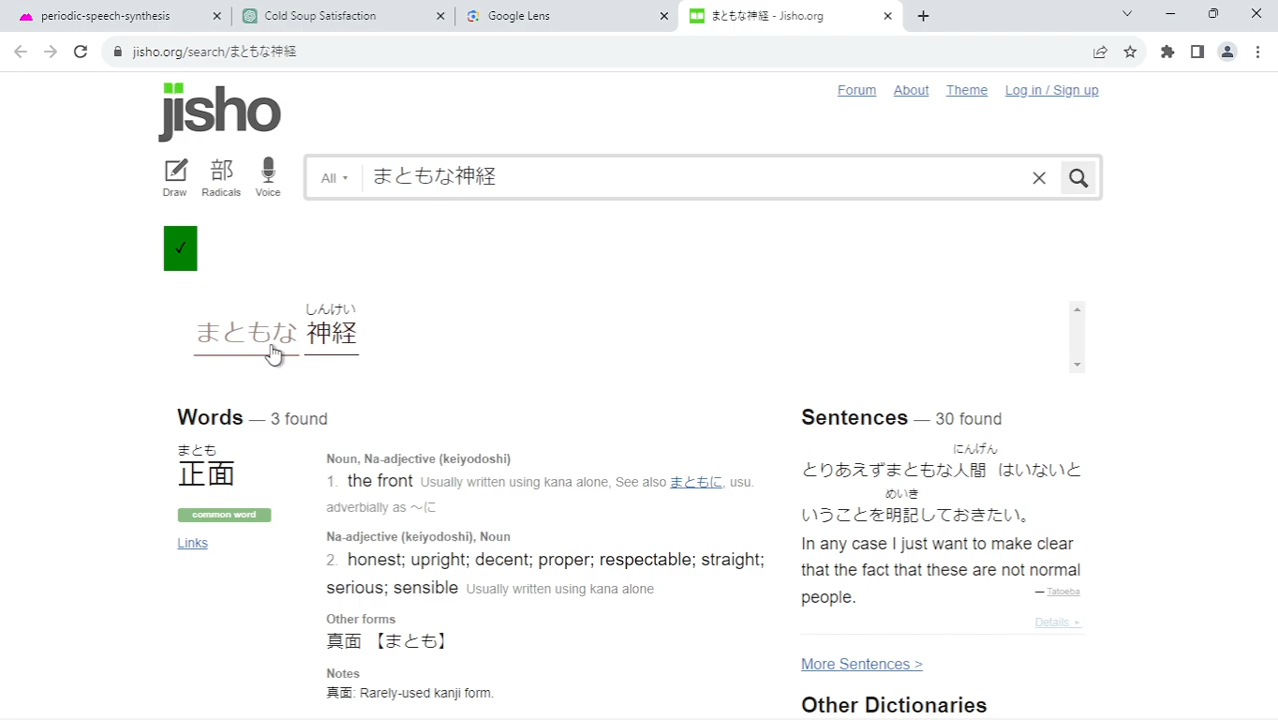 periodic-speech-synthesis
Cold Soup Satisfaction
Google Lens
まともな神経 - Jisho.org
jisho.org/search/まともな神経
jisho
Forum About Theme Log in / Sign up
Draw
部
Radicals
Voice
All
まともな神経
✓
しんけい
まともな 神経
Words — 3 found
まとも
正面
common word
Links
Noun, Na-adjective (keiyodoshi)
1. the front Usually written using kana alone, See also まともに, usu.
adverbially as 〜に
Na-adjective (keiyodoshi), Noun
2. honest; upright; decent; proper; respectable; straight;
serious; sensible Usually written using kana alone
Other forms
真面 【まとも】
Notes
真面: Rarely-used kanji form.
Sentences — 30 found
にんげん
とりあえずまともな人間 はいないと
めいき
いうことを明記しておきたい。
In any case I just want to make clear
that the fact that these are not normal
people.
— Tatoeba
Details ▸
More Sentences >
Other Dictionaries